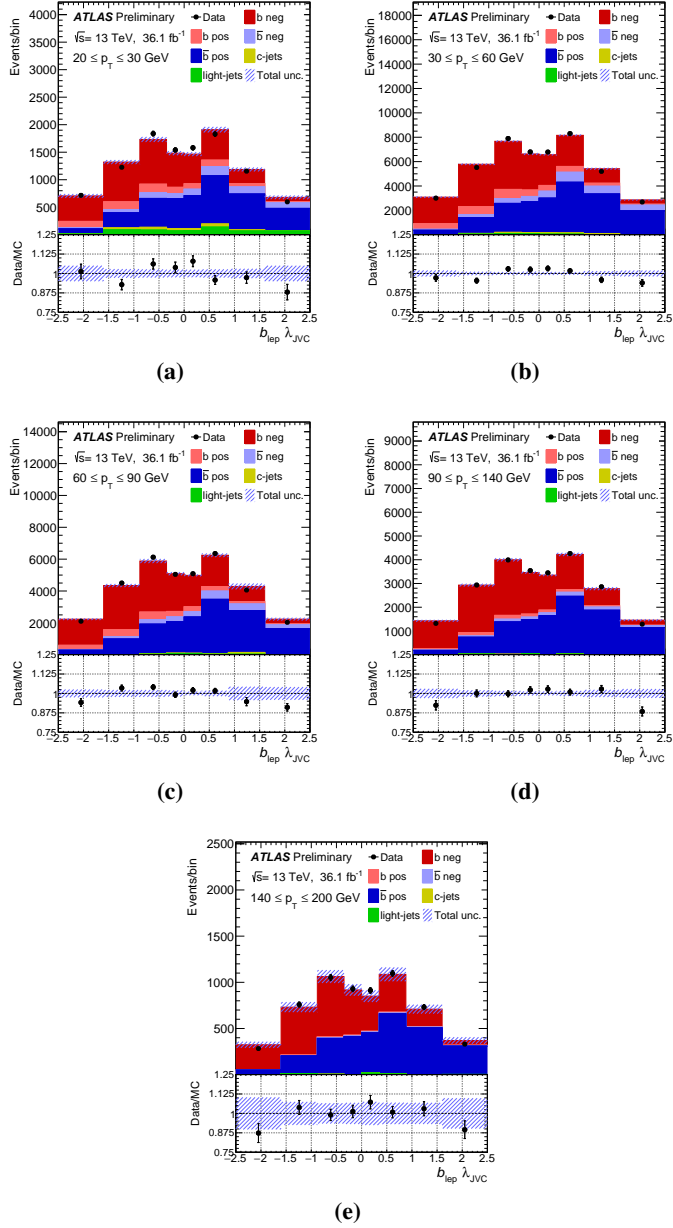 Events/bin
4000
3500
3000
2500
2000
1500
1000
500
ATLAS Preliminary
√s= 13 TeV, 36.1 fb⁻¹
20 ≤ p_T ≤ 30 GeV
Data
b neg
b pos
b̄ neg
b̄ pos
c-jets
light-jets
Total unc.
Data/MC
1.25
1.125
1
0.875
0.75
−2.5 −2 −1.5 −1 −0.5 0 0.5 1 1.5 2 2.5
b_lep λ_JVC
(a)
Events/bin
18000
16000
14000
12000
10000
8000
6000
4000
2000
ATLAS Preliminary
√s= 13 TeV, 36.1 fb⁻¹
30 ≤ p_T ≤ 60 GeV
Data
b neg
b pos
b̄ neg
b̄ pos
c-jets
light-jets
Total unc.
Data/MC
1.25
1.125
1
0.875
0.75
−2.5 −2 −1.5 −1 −0.5 0 0.5 1 1.5 2 2.5
b_lep λ_JVC
(b)
Events/bin
14000
12000
10000
8000
6000
4000
2000
ATLAS Preliminary
√s= 13 TeV, 36.1 fb⁻¹
60 ≤ p_T ≤ 90 GeV
Data
b neg
b pos
b̄ neg
b̄ pos
c-jets
light-jets
Total unc.
Data/MC
1.25
1.125
1
0.875
0.75
−2.5 −2 −1.5 −1 −0.5 0 0.5 1 1.5 2 2.5
b_lep λ_JVC
(c)
Events/bin
9000
8000
7000
6000
5000
4000
3000
2000
1000
ATLAS Preliminary
√s= 13 TeV, 36.1 fb⁻¹
90 ≤ p_T ≤ 140 GeV
Data
b neg
b pos
b̄ neg
b̄ pos
c-jets
light-jets
Total unc.
Data/MC
1.25
1.125
1
0.875
0.75
−2.5 −2 −1.5 −1 −0.5 0 0.5 1 1.5 2 2.5
b_lep λ_JVC
(d)
Events/bin
2500
2000
1500
1000
500
ATLAS Preliminary
√s= 13 TeV, 36.1 fb⁻¹
140 ≤ p_T ≤ 200 GeV
Data
b neg
b pos
b̄ neg
b̄ pos
c-jets
light-jets
Total unc.
Data/MC
1.25
1.125
1
0.875
0.75
−2.5 −2 −1.5 −1 −0.5 0 0.5 1 1.5 2 2.5
b_lep λ_JVC
(e)